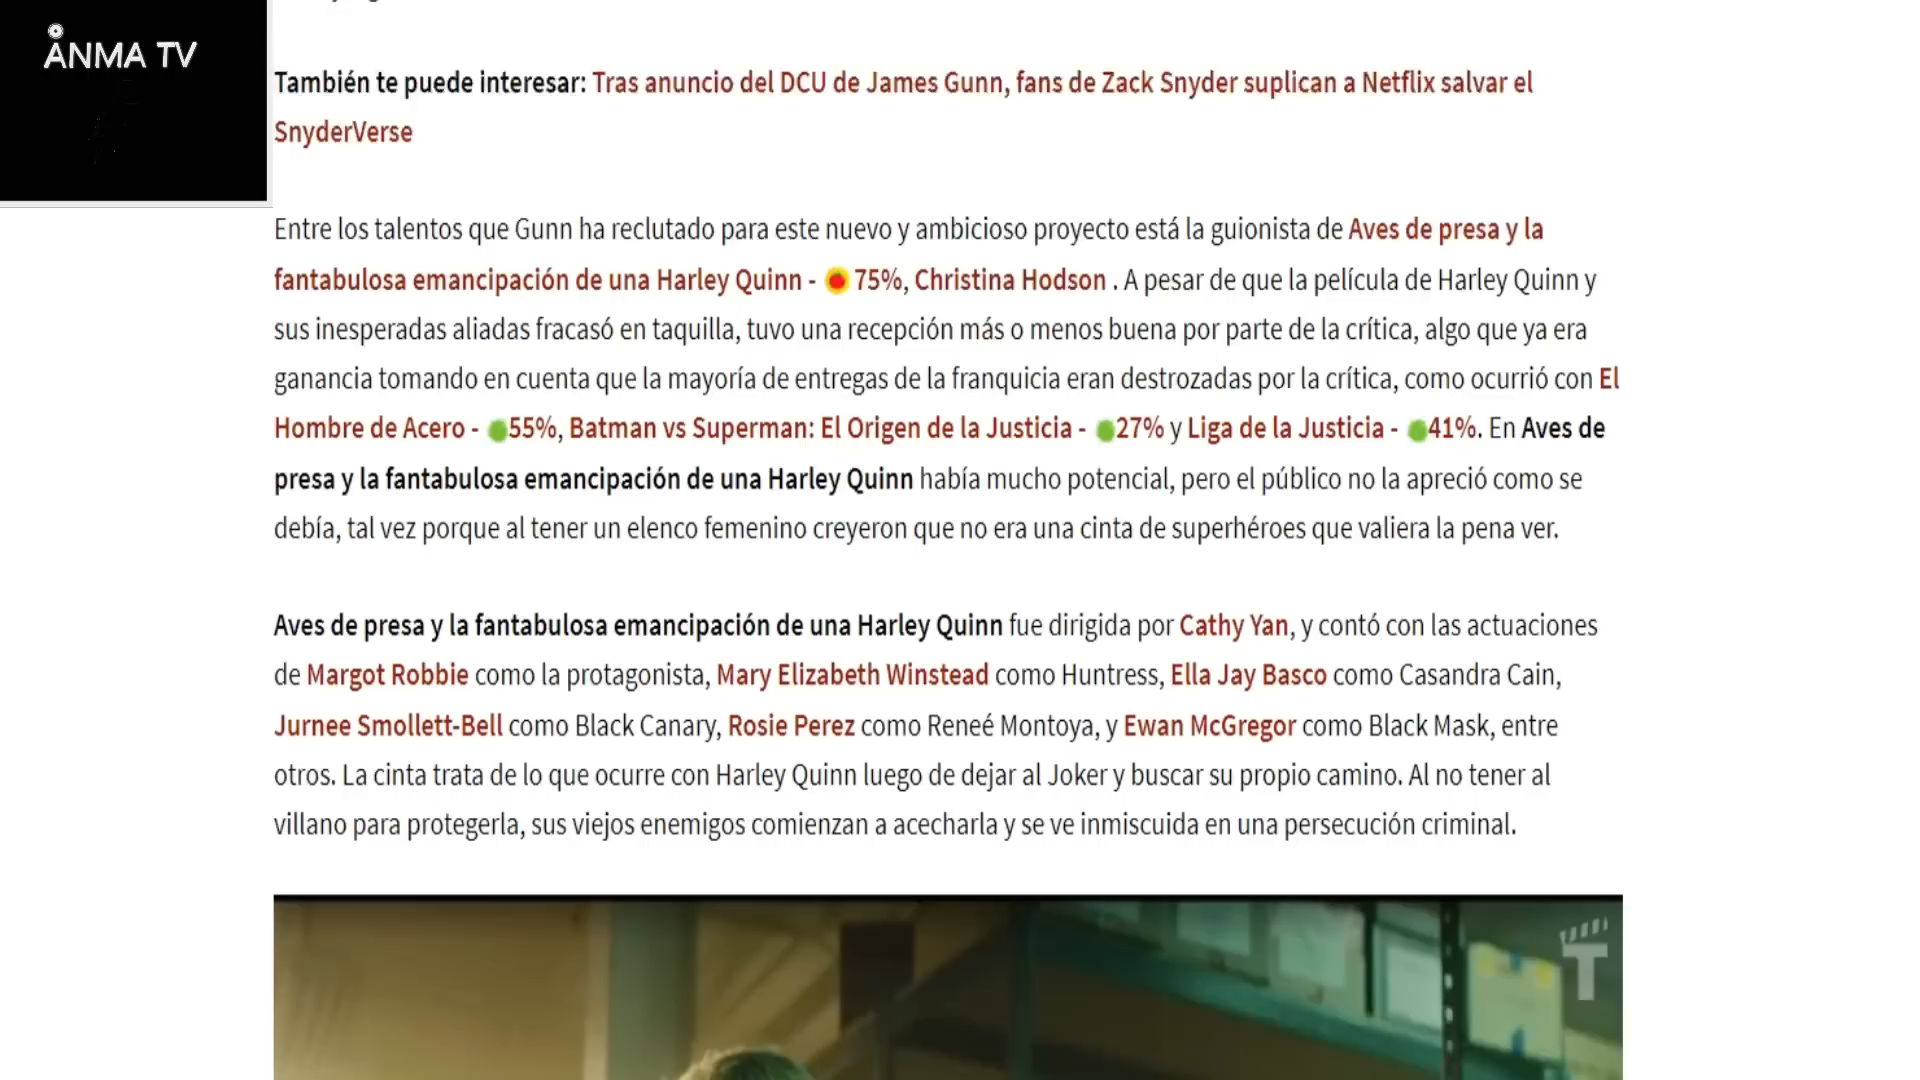 ÅNMA TV
También te puede interesar: Tras anuncio del DCU de James Gunn, fans de Zack Snyder suplican a Netflix salvar el
SnyderVerse
Entre los talentos que Gunn ha reclutado para este nuevo y ambicioso proyecto está la guionista de Aves de presa y la
fantabulosa emancipación de una Harley Quinn - 75%, Christina Hodson . A pesar de que la película de Harley Quinn y
sus inesperadas aliadas fracasó en taquilla, tuvo una recepción más o menos buena por parte de la crítica, algo que ya era
ganancia tomando en cuenta que la mayoría de entregas de la franquicia eran destrozadas por la crítica, como ocurrió con El
Hombre de Acero - 55%, Batman vs Superman: El Origen de la Justicia - 27% y Liga de la Justicia - 41%. En Aves de
presa y la fantabulosa emancipación de una Harley Quinn había mucho potencial, pero el público no la apreció como se
debía, tal vez porque al tener un elenco femenino creyeron que no era una cinta de superhéroes que valiera la pena ver.
Aves de presa y la fantabulosa emancipación de una Harley Quinn fue dirigida por Cathy Yan, y contó con las actuaciones
de Margot Robbie como la protagonista, Mary Elizabeth Winstead como Huntress, Ella Jay Basco como Casandra Cain,
Jurnee Smollett-Bell como Black Canary, Rosie Perez como Reneé Montoya, y Ewan McGregor como Black Mask, entre
otros. La cinta trata de lo que ocurre con Harley Quinn luego de dejar al Joker y buscar su propio camino. Al no tener al
villano para protegerla, sus viejos enemigos comienzan a acecharla y se ve inmiscuida en una persecución criminal.
T